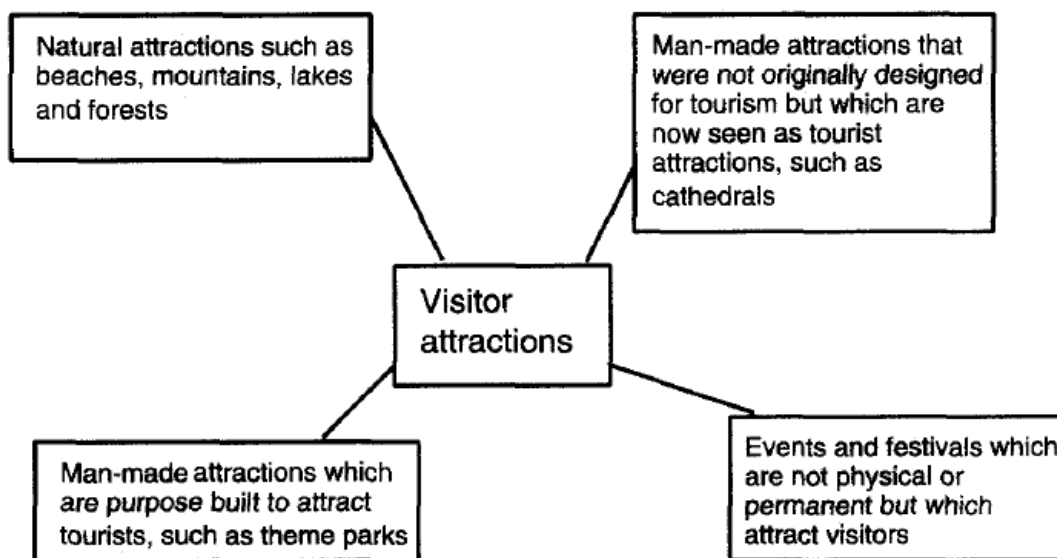 Natural attractions such as
beaches, mountains, lakes
and forests
Man-made attractions that
were not originally designed
for tourism but which are
now seen as tourist
attractions, such as
cathedrals
Visitor
attractions
Man-made attractions which
are purpose built to attract
tourists, such as theme parks
Events and festivals which
are not physical or
permanent but which
attract visitors